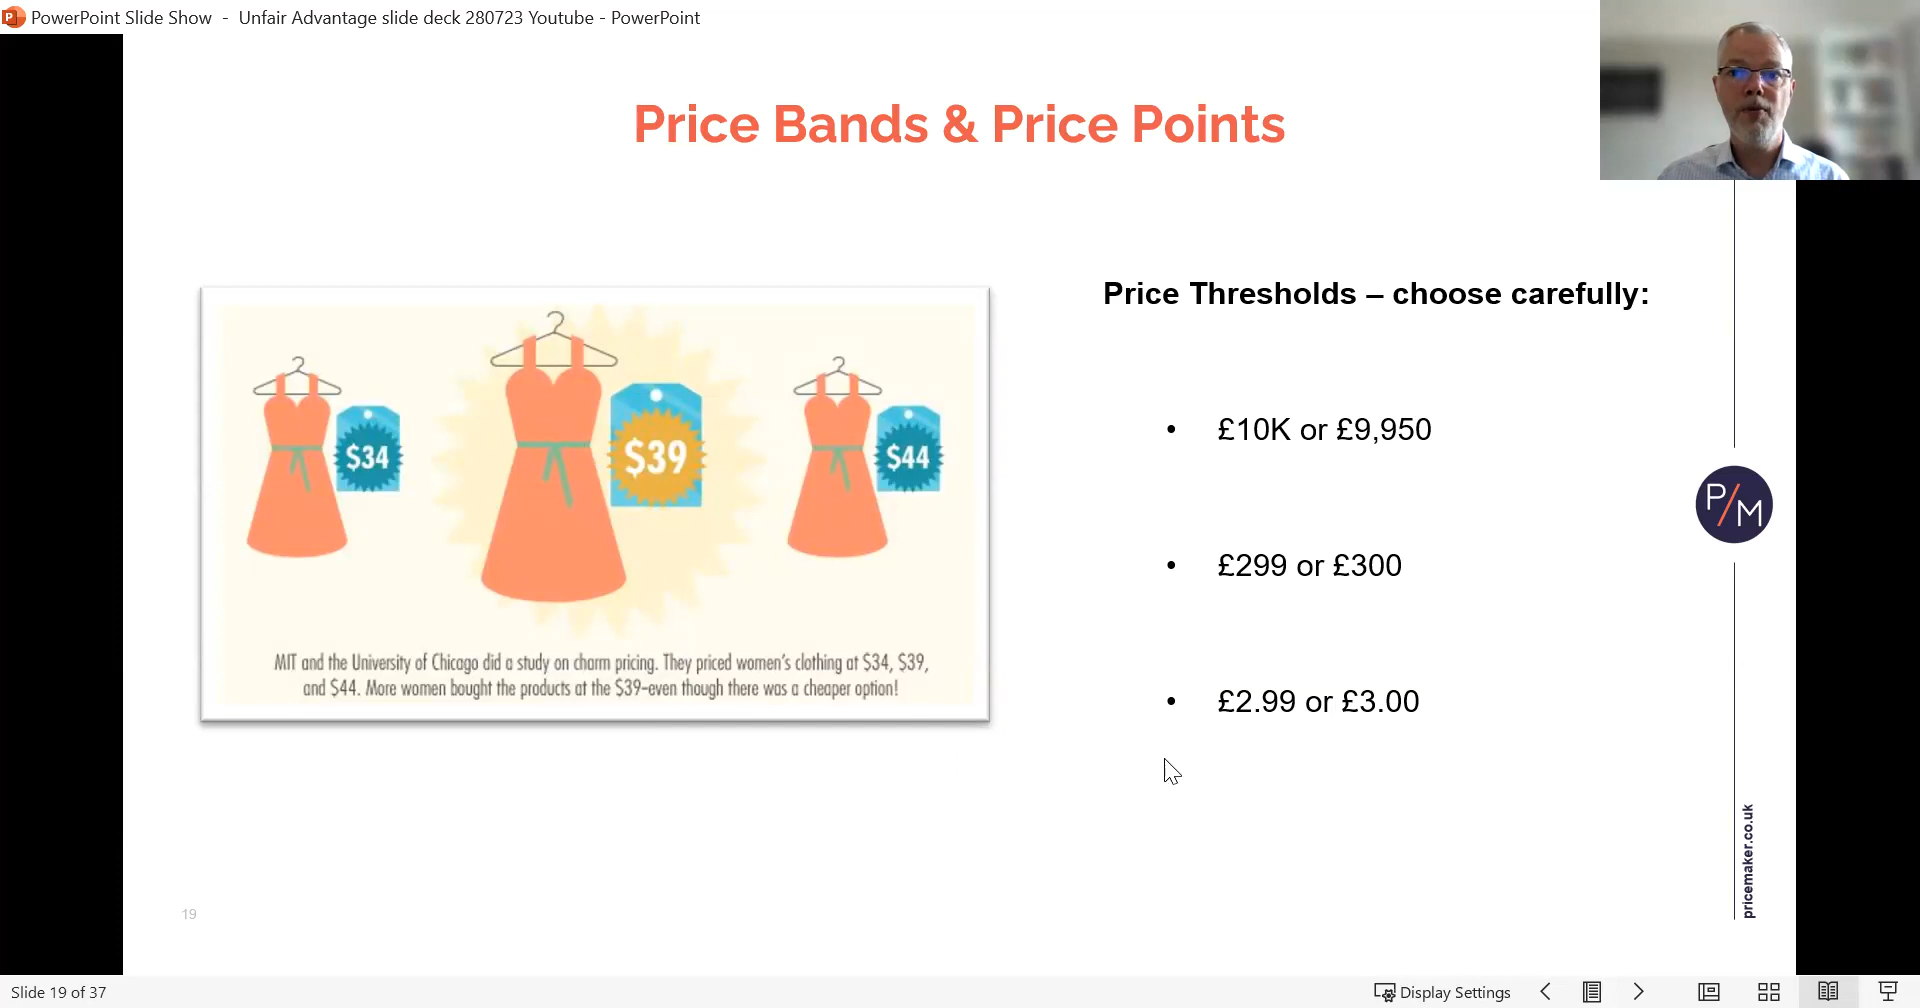 PowerPoint Slide Show - Unfair Advantage slide deck 280723 Youtube - PowerPoint
Price Bands & Price Points
$34
$39
$44
MIT and the University of Chicago did a study on charm pricing. They priced women's clothing at $34, $39,
and $44. More women bought the products at the $39–even though there was a cheaper option!
Price Thresholds – choose carefully:
• £10K or £9,950
• £299 or £300
• £2.99 or £3.00
P/M
pricemaker.co.uk
19
Slide 19 of 37
Display Settings